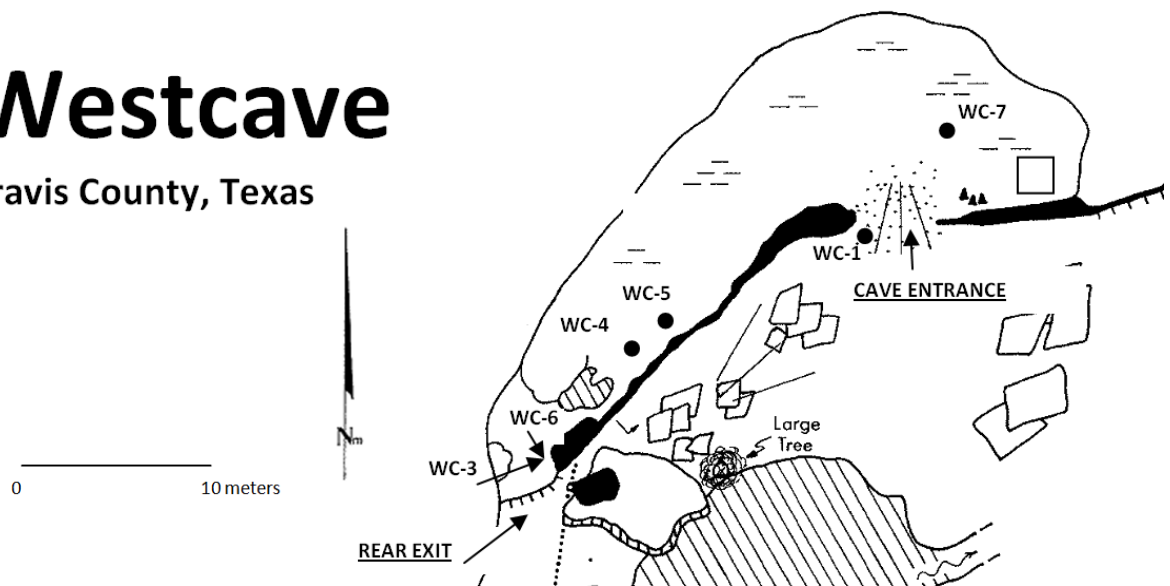 Westcave
ravis County, Texas
WC-7
WC-1
CAVE ENTRANCE
WC-5
WC-4
WC-6
WC-3
Large
Tree
Nm
0
10 meters
REAR EXIT